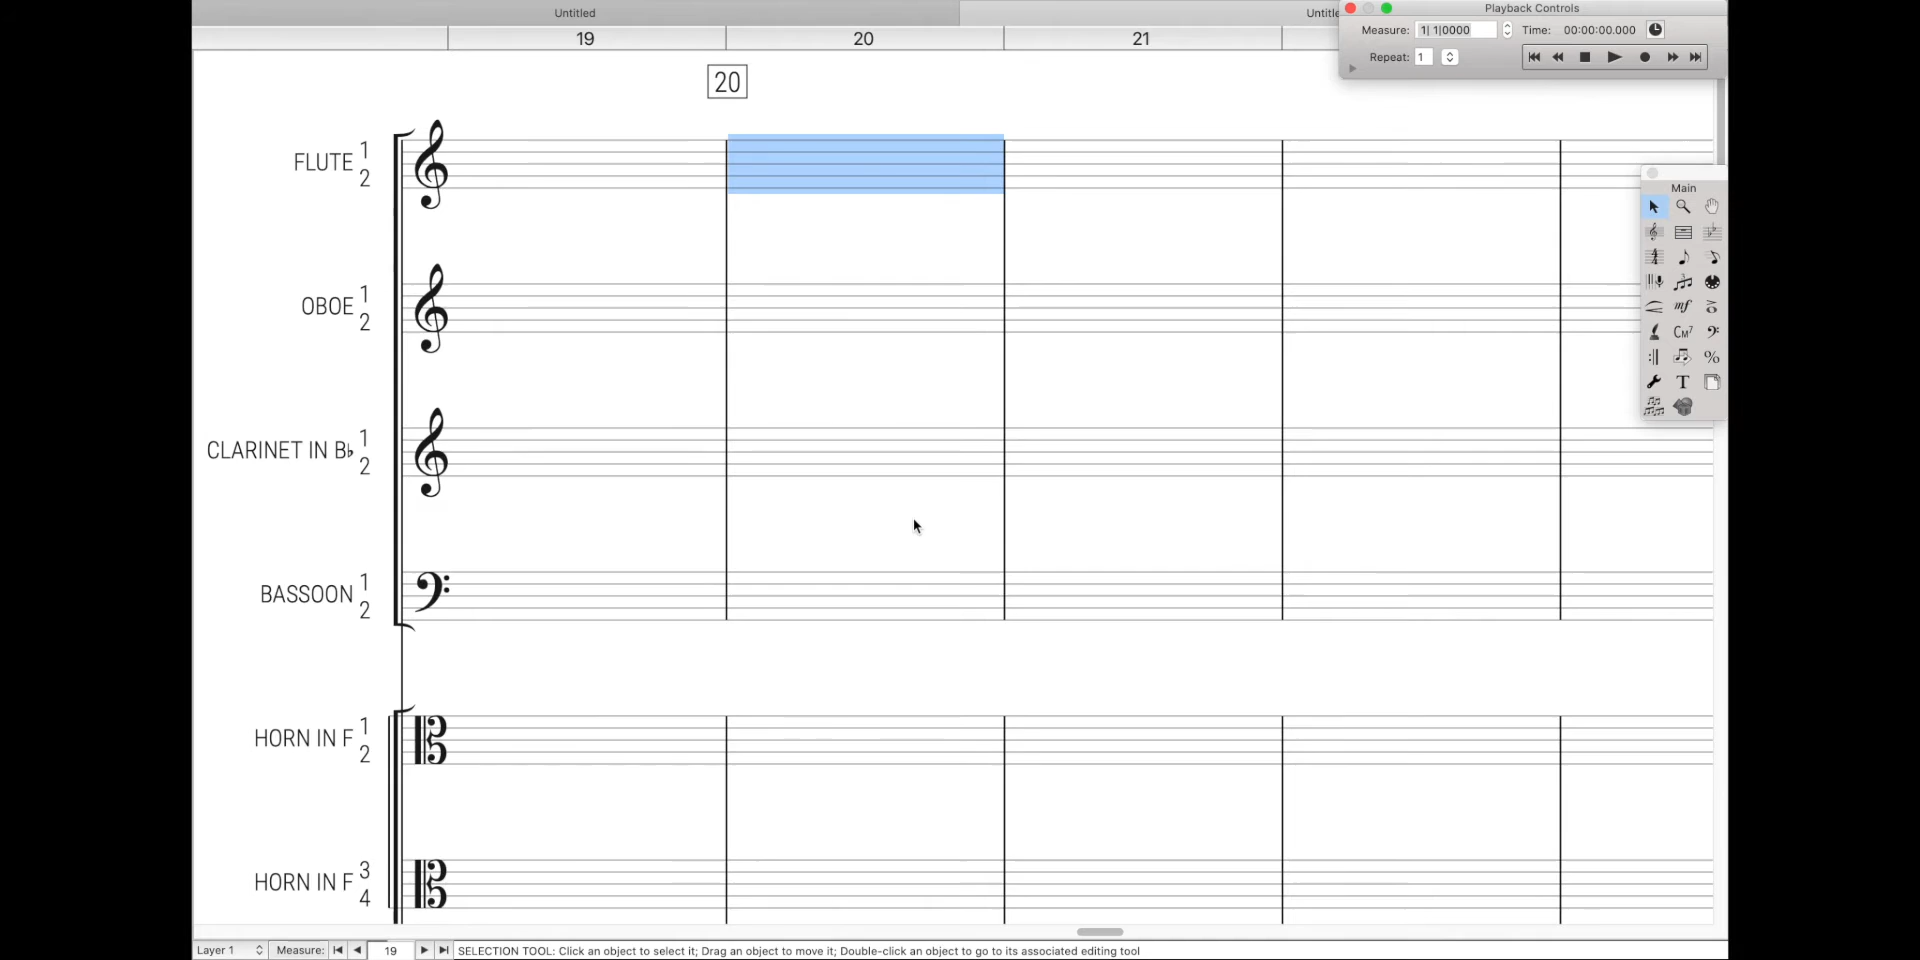 Untitled
Untitle
Playback Controls
Measure: 1| 1|0000 Time: 00:00:00.000
Repeat: 1
19 20 21
20
Main
FLUTE 1
2
OBOE 1
2
CLARINET IN B♭ 1
2
BASSOON 1
2
HORN IN F 1
2
HORN IN F 3
4
mf
CM7
%
T
Layer 1 Measure: 19 SELECTION TOOL: Click an object to select it; Drag an object to move it; Double-click an object to go to its associated editing tool